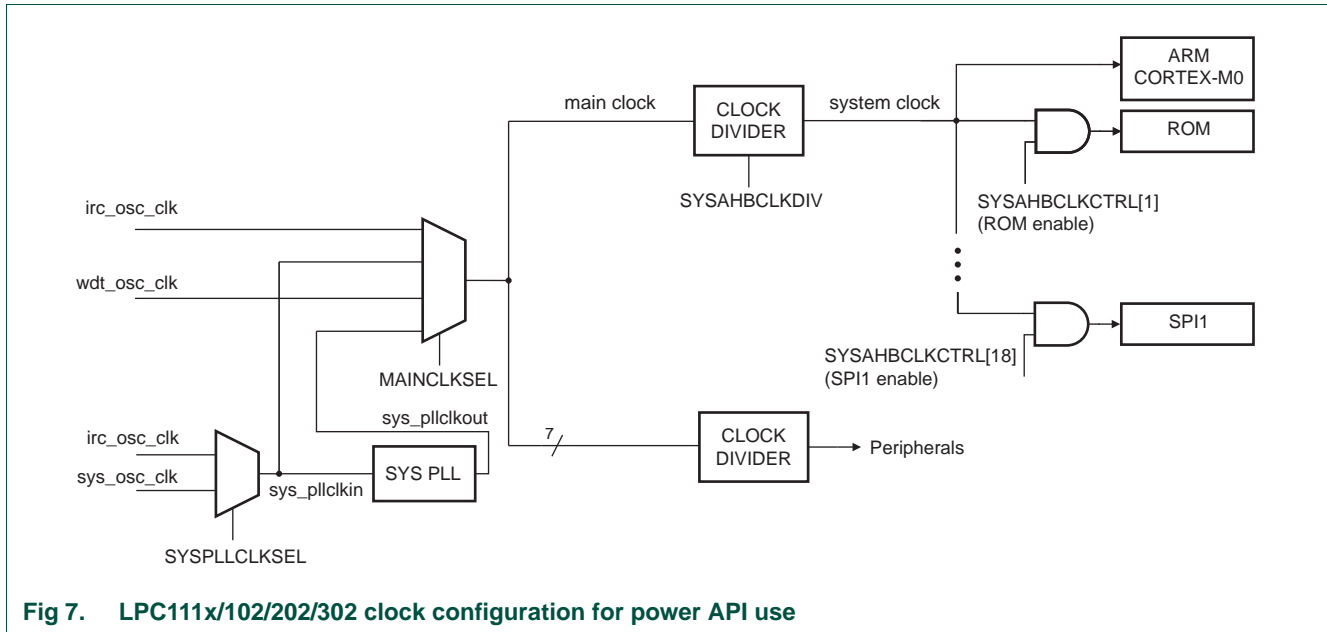 ARM
CORTEX-M0
main clock
CLOCK
DIVIDER
system clock
ROM
SYSAHBCLKDIV
SYSAHBCLKCTRL[1]
(ROM enable)
irc_osc_clk
wdt_osc_clk
SPI1
SYSAHBCLKCTRL[18]
(SPI1 enable)
MAINCLKSEL
sys_pllclkout
irc_osc_clk
7
CLOCK
DIVIDER
Peripherals
sys_osc_clk
sys_pllclkin
SYS PLL
SYSPLLCLKSEL
Fig 7. LPC111x/102/202/302 clock configuration for power API use